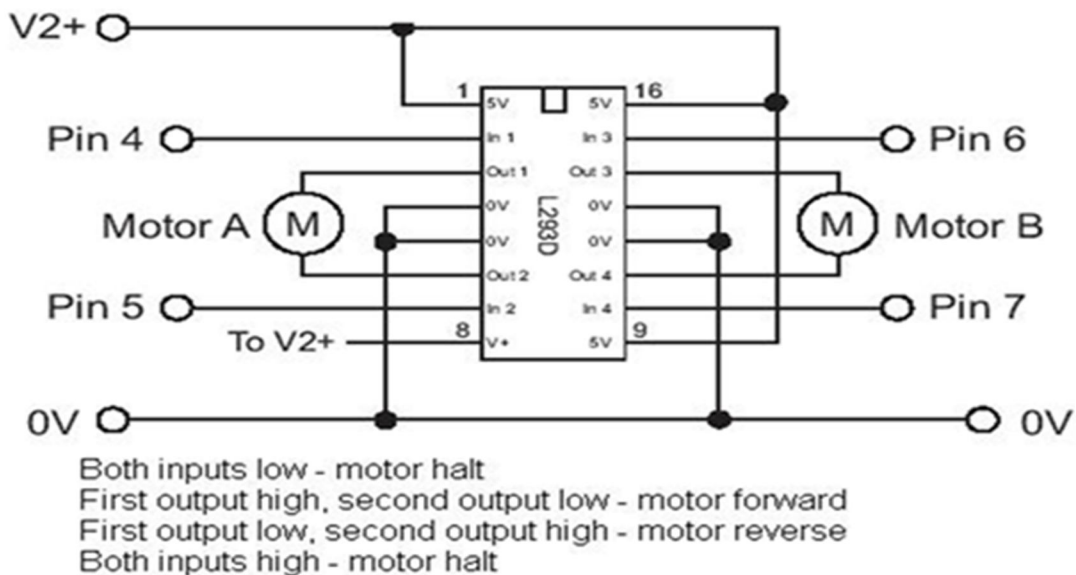 V2+
1 5V 5V 16
Pin 4 In 1 In 3 Pin 6
Out 1 Out 3
Motor A M 0V L293D 0V M Motor B
0V 0V
Out 2 Out 4
Pin 5 In 2 In 4 Pin 7
To V2+ 8 V+ 5V 9
0V 0V
Both inputs low - motor halt
First output high, second output low - motor forward
First output low, second output high - motor reverse
Both inputs high - motor halt